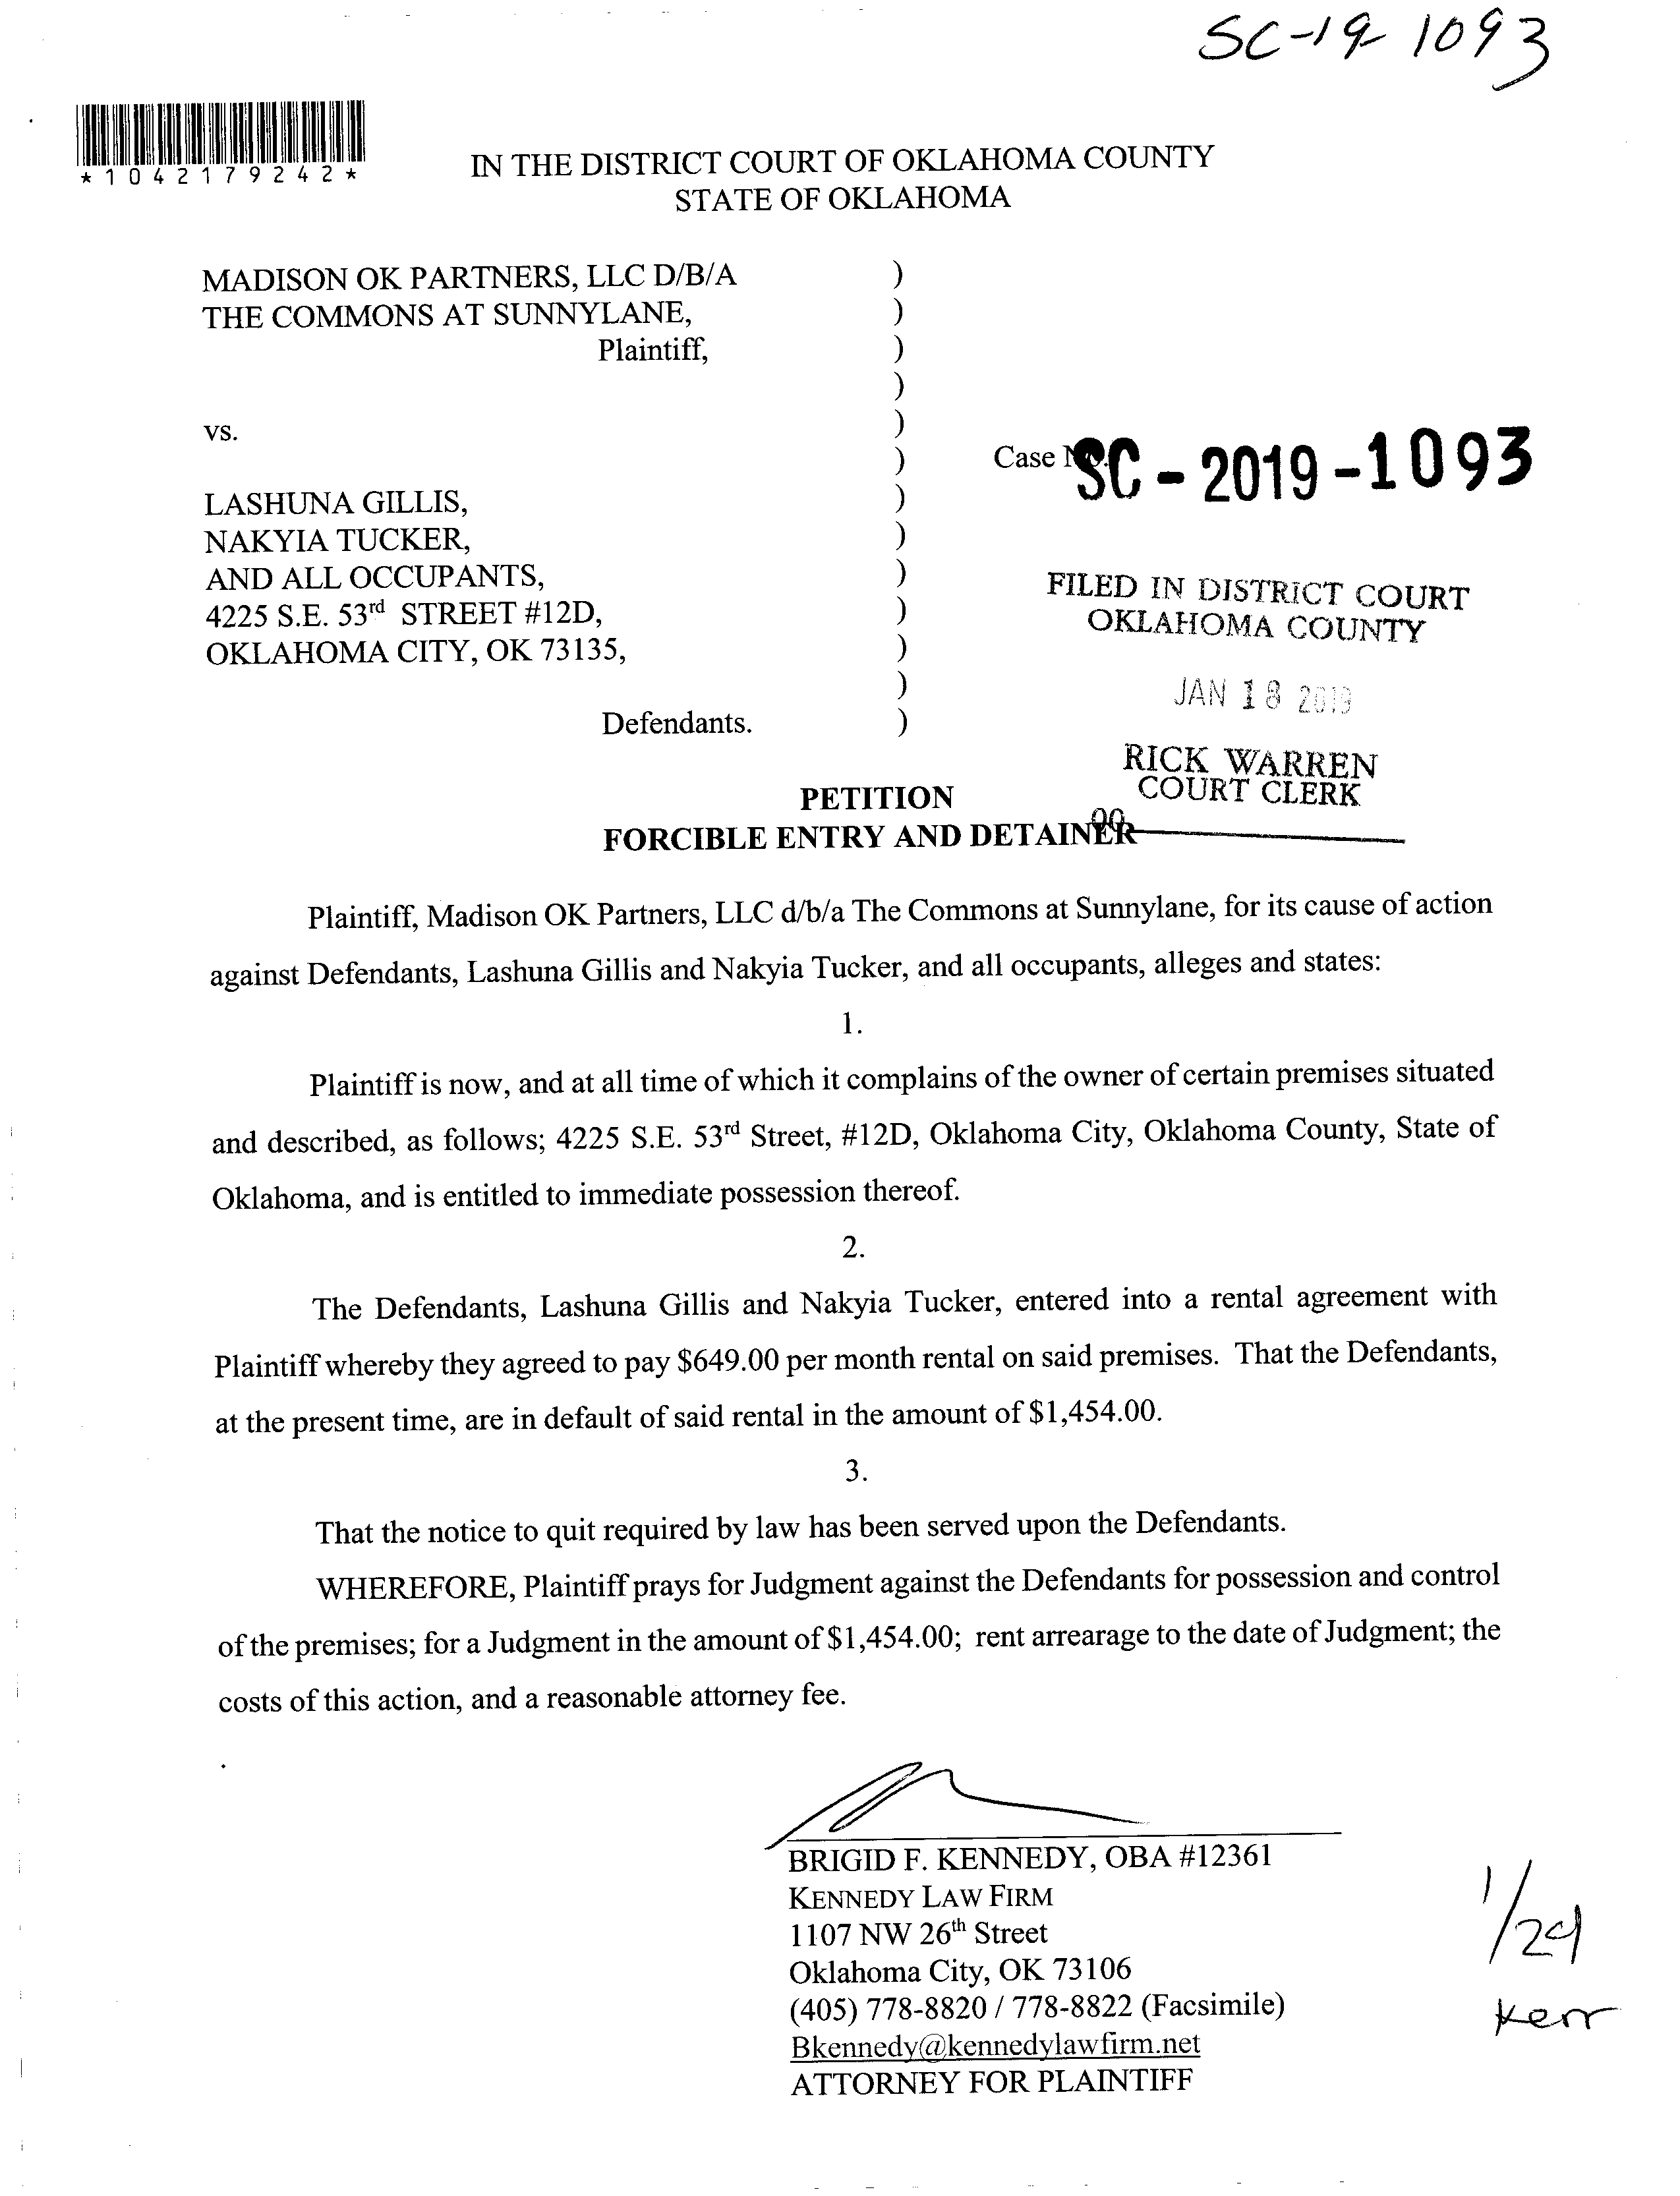 SC-19-1093
*1042179242*
IN THE DISTRICT COURT OF OKLAHOMA COUNTY
STATE OF OKLAHOMA
MADISON OK PARTNERS, LLC D/B/A )
THE COMMONS AT SUNNYLANE, )
Plaintiff, )
)
vs. )
) Case No. SC - 2019 - 1093
LASHUNA GILLIS, )
NAKYIA TUCKER, )
AND ALL OCCUPANTS, )
4225 S.E. 53rd STREET #12D, )
OKLAHOMA CITY, OK 73135, )
)
Defendants. )
FILED IN DISTRICT COURT
OKLAHOMA COUNTY
JAN 18 2019
RICK WARREN
COURT CLERK
90
PETITION
FORCIBLE ENTRY AND DETAINER
Plaintiff, Madison OK Partners, LLC d/b/a The Commons at Sunnylane, for its cause of action
against Defendants, Lashuna Gillis and Nakyia Tucker, and all occupants, alleges and states:
1.
Plaintiff is now, and at all time of which it complains of the owner of certain premises situated
and described, as follows; 4225 S.E. 53rd Street, #12D, Oklahoma City, Oklahoma County, State of
Oklahoma, and is entitled to immediate possession thereof.
2.
The Defendants, Lashuna Gillis and Nakyia Tucker, entered into a rental agreement with
Plaintiff whereby they agreed to pay $649.00 per month rental on said premises. That the Defendants,
at the present time, are in default of said rental in the amount of $1,454.00.
3.
That the notice to quit required by law has been served upon the Defendants.
WHEREFORE, Plaintiff prays for Judgment against the Defendants for possession and control
of the premises; for a Judgment in the amount of $1,454.00; rent arrearage to the date of Judgment; the
costs of this action, and a reasonable attorney fee.
BRIGID F. KENNEDY, OBA #12361
KENNEDY LAW FIRM
1107 NW 26th Street
Oklahoma City, OK 73106
(405) 778-8820 / 778-8822 (Facsimile)
Bkennedy@kennedylawfirm.net
ATTORNEY FOR PLAINTIFF
1/29
Kerr